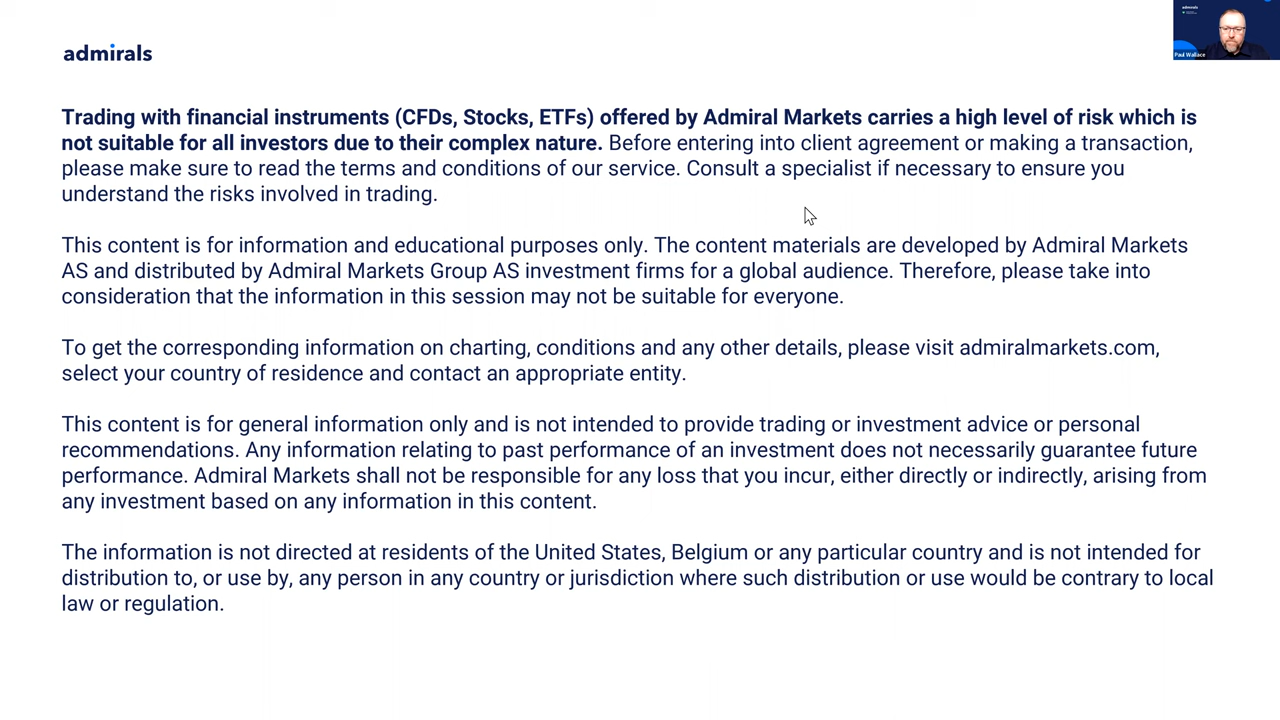 admirals
admirals
Paul Wallace
Trading with financial instruments (CFDs, Stocks, ETFs) offered by Admiral Markets carries a high level of risk which is
not suitable for all investors due to their complex nature. Before entering into client agreement or making a transaction,
please make sure to read the terms and conditions of our service. Consult a specialist if necessary to ensure you
understand the risks involved in trading.
This content is for information and educational purposes only. The content materials are developed by Admiral Markets
AS and distributed by Admiral Markets Group AS investment firms for a global audience. Therefore, please take into
consideration that the information in this session may not be suitable for everyone.
To get the corresponding information on charting, conditions and any other details, please visit admiralmarkets.com,
select your country of residence and contact an appropriate entity.
This content is for general information only and is not intended to provide trading or investment advice or personal
recommendations. Any information relating to past performance of an investment does not necessarily guarantee future
performance. Admiral Markets shall not be responsible for any loss that you incur, either directly or indirectly, arising from
any investment based on any information in this content.
The information is not directed at residents of the United States, Belgium or any particular country and is not intended for
distribution to, or use by, any person in any country or jurisdiction where such distribution or use would be contrary to local
law or regulation.